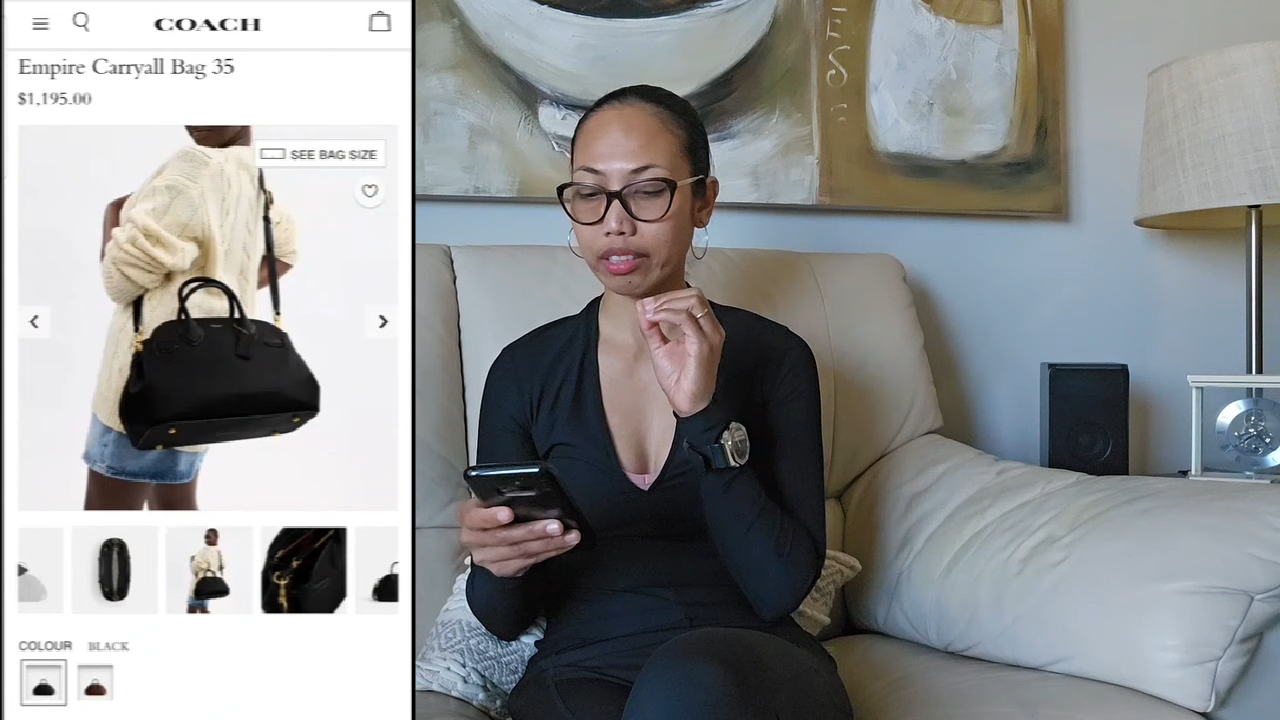 COACH
Empire Carryall Bag 35
$1,195.00
SEE BAG SIZE
COLOUR BLACK